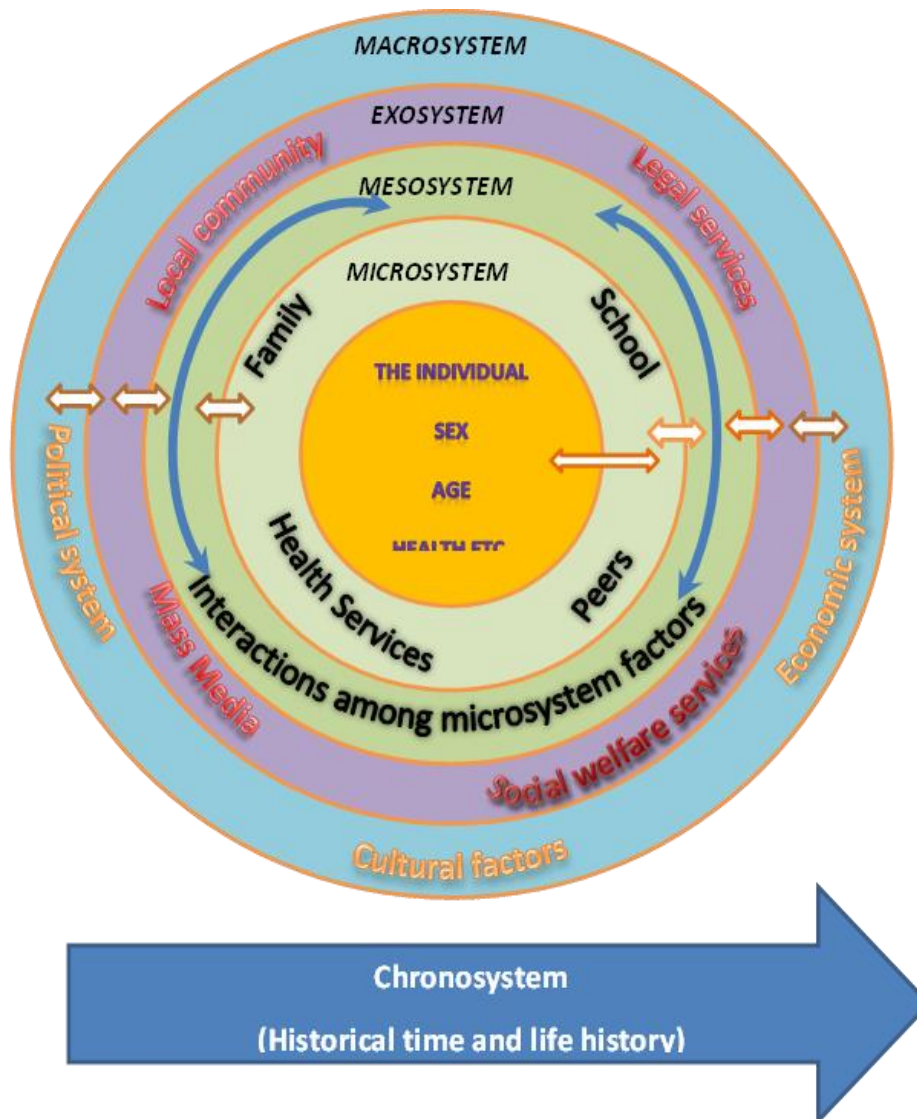 MACROSYSTEM
EXOSYSTEM
MESOSYSTEM
MICROSYSTEM
Local community
Legal services
Family
School
THE INDIVIDUAL
SEX
AGE
HEALTH ETC
Health Services
Peers
Political system
Economic system
Mass Media
Interactions among microsystem factors
Social welfare services
Cultural factors
Chronosystem
(Historical time and life history)